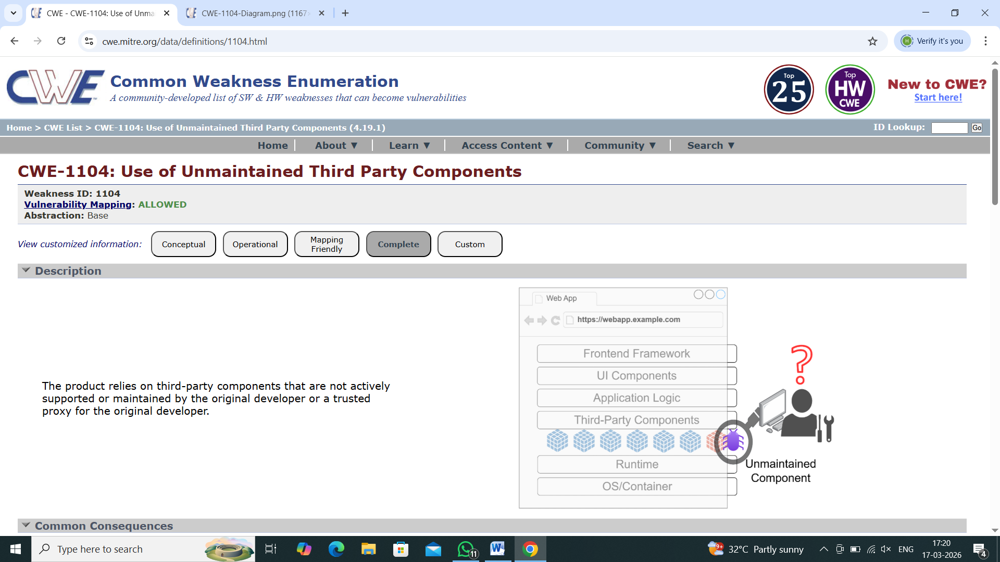 CWE - CWE-1104: Use of Unma
CWE-1104-Diagram.png (1167
cwe.mitre.org/data/definitions/1104.html
H
Verify it's you
CWE
Common Weakness Enumeration
A community-developed list of SW & HW weaknesses that can become vulnerabilities
Top
25
Top
HW
CWE
New to CWE?
Start here!
Home > CWE List > CWE-1104: Use of Unmaintained Third Party Components (4.19.1)
ID Lookup:
Go
Home
About ▼
Learn ▼
Access Content ▼
Community ▼
Search ▼
CWE-1104: Use of Unmaintained Third Party Components
Weakness ID: 1104
Vulnerability Mapping: ALLOWED
Abstraction: Base
View customized information:
Conceptual
Operational
Mapping
Friendly
Complete
Custom
Description
The product relies on third-party components that are not actively
supported or maintained by the original developer or a trusted
proxy for the original developer.
Web App
https://webapp.example.com
Frontend Framework
UI Components
Application Logic
Third-Party Components
Runtime
OS/Container
?
Unmaintained
Component
Common Consequences
Type here to search
11
9+
32°C Partly sunny
ENG
17:20
17-03-2026
4